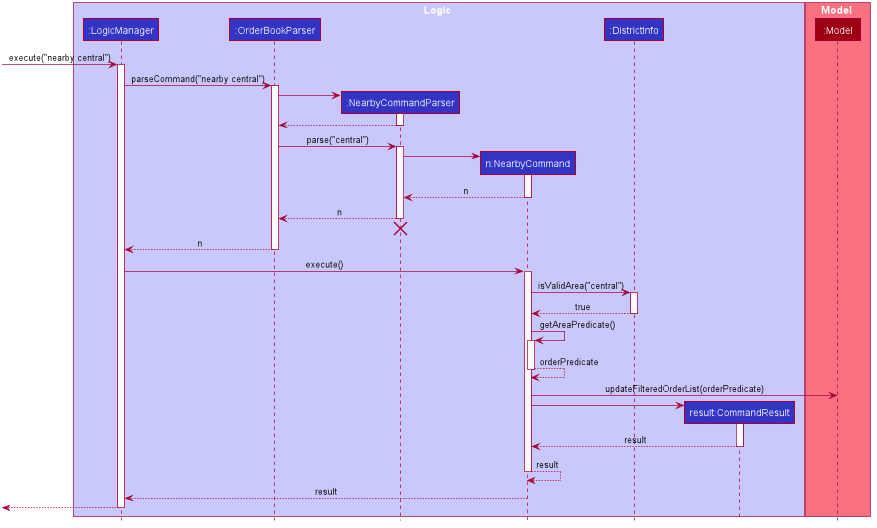 Logic
Model
:LogicManager
:OrderBookParser
:DistrictInfo
:Model
execute("nearby central")
parseCommand("nearby central")
:NearbyCommandParser
parse("central")
n:NearbyCommand
n
n
n
execute()
isValidArea("central")
true
getAreaPredicate()
orderPredicate
updateFilteredOrderList(orderPredicate)
result:CommandResult
result
result
result